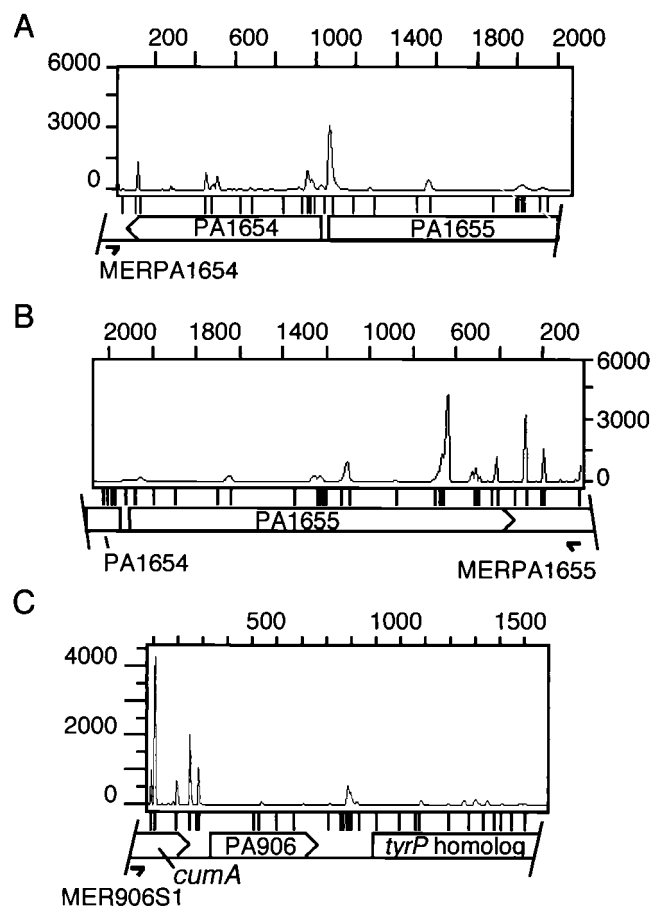 A
200 600 1000 1400 1800 2000
6000
3000
0
PA1654 PA1655
MERPA1654
B
2000 1800 1400 1000 600 200
6000
3000
0
PA1655
PA1654
MERPA1655
C
500 1000 1500
4000
2000
0
PA906 tyrP homolog
cumA
MER906S1